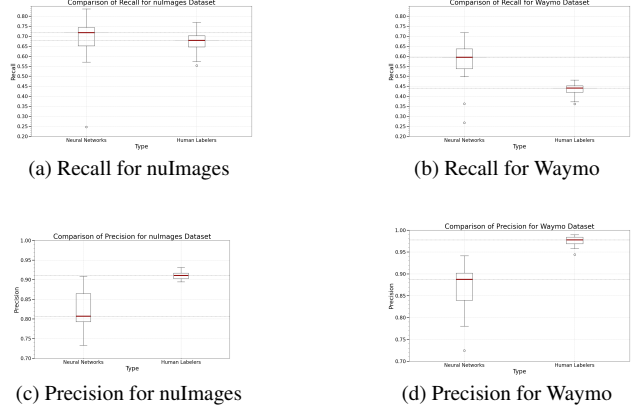 Comparison of Recall for nuImages Dataset
0.80
0.75
0.70
0.65
0.60
0.55
0.50
0.45
0.40
0.35
0.30
0.25
0.20
Recall
Neural Networks Human Labelers
Type
(a) Recall for nuImages
Comparison of Recall for Waymo Dataset
0.80
0.75
0.70
0.65
0.60
0.55
0.50
0.45
0.40
0.35
0.30
0.25
0.20
Recall
Neural Networks Human Labelers
Type
(b) Recall for Waymo
Comparison of Precision for nuImages Dataset
1.00
0.95
0.90
0.85
0.80
0.75
0.70
Precision
Neural Networks Human Labelers
Type
(c) Precision for nuImages
Comparison of Precision for Waymo Dataset
1.00
0.95
0.90
0.85
0.80
0.75
0.70
Precision
Neural Networks Human Labelers
Type
(d) Precision for Waymo